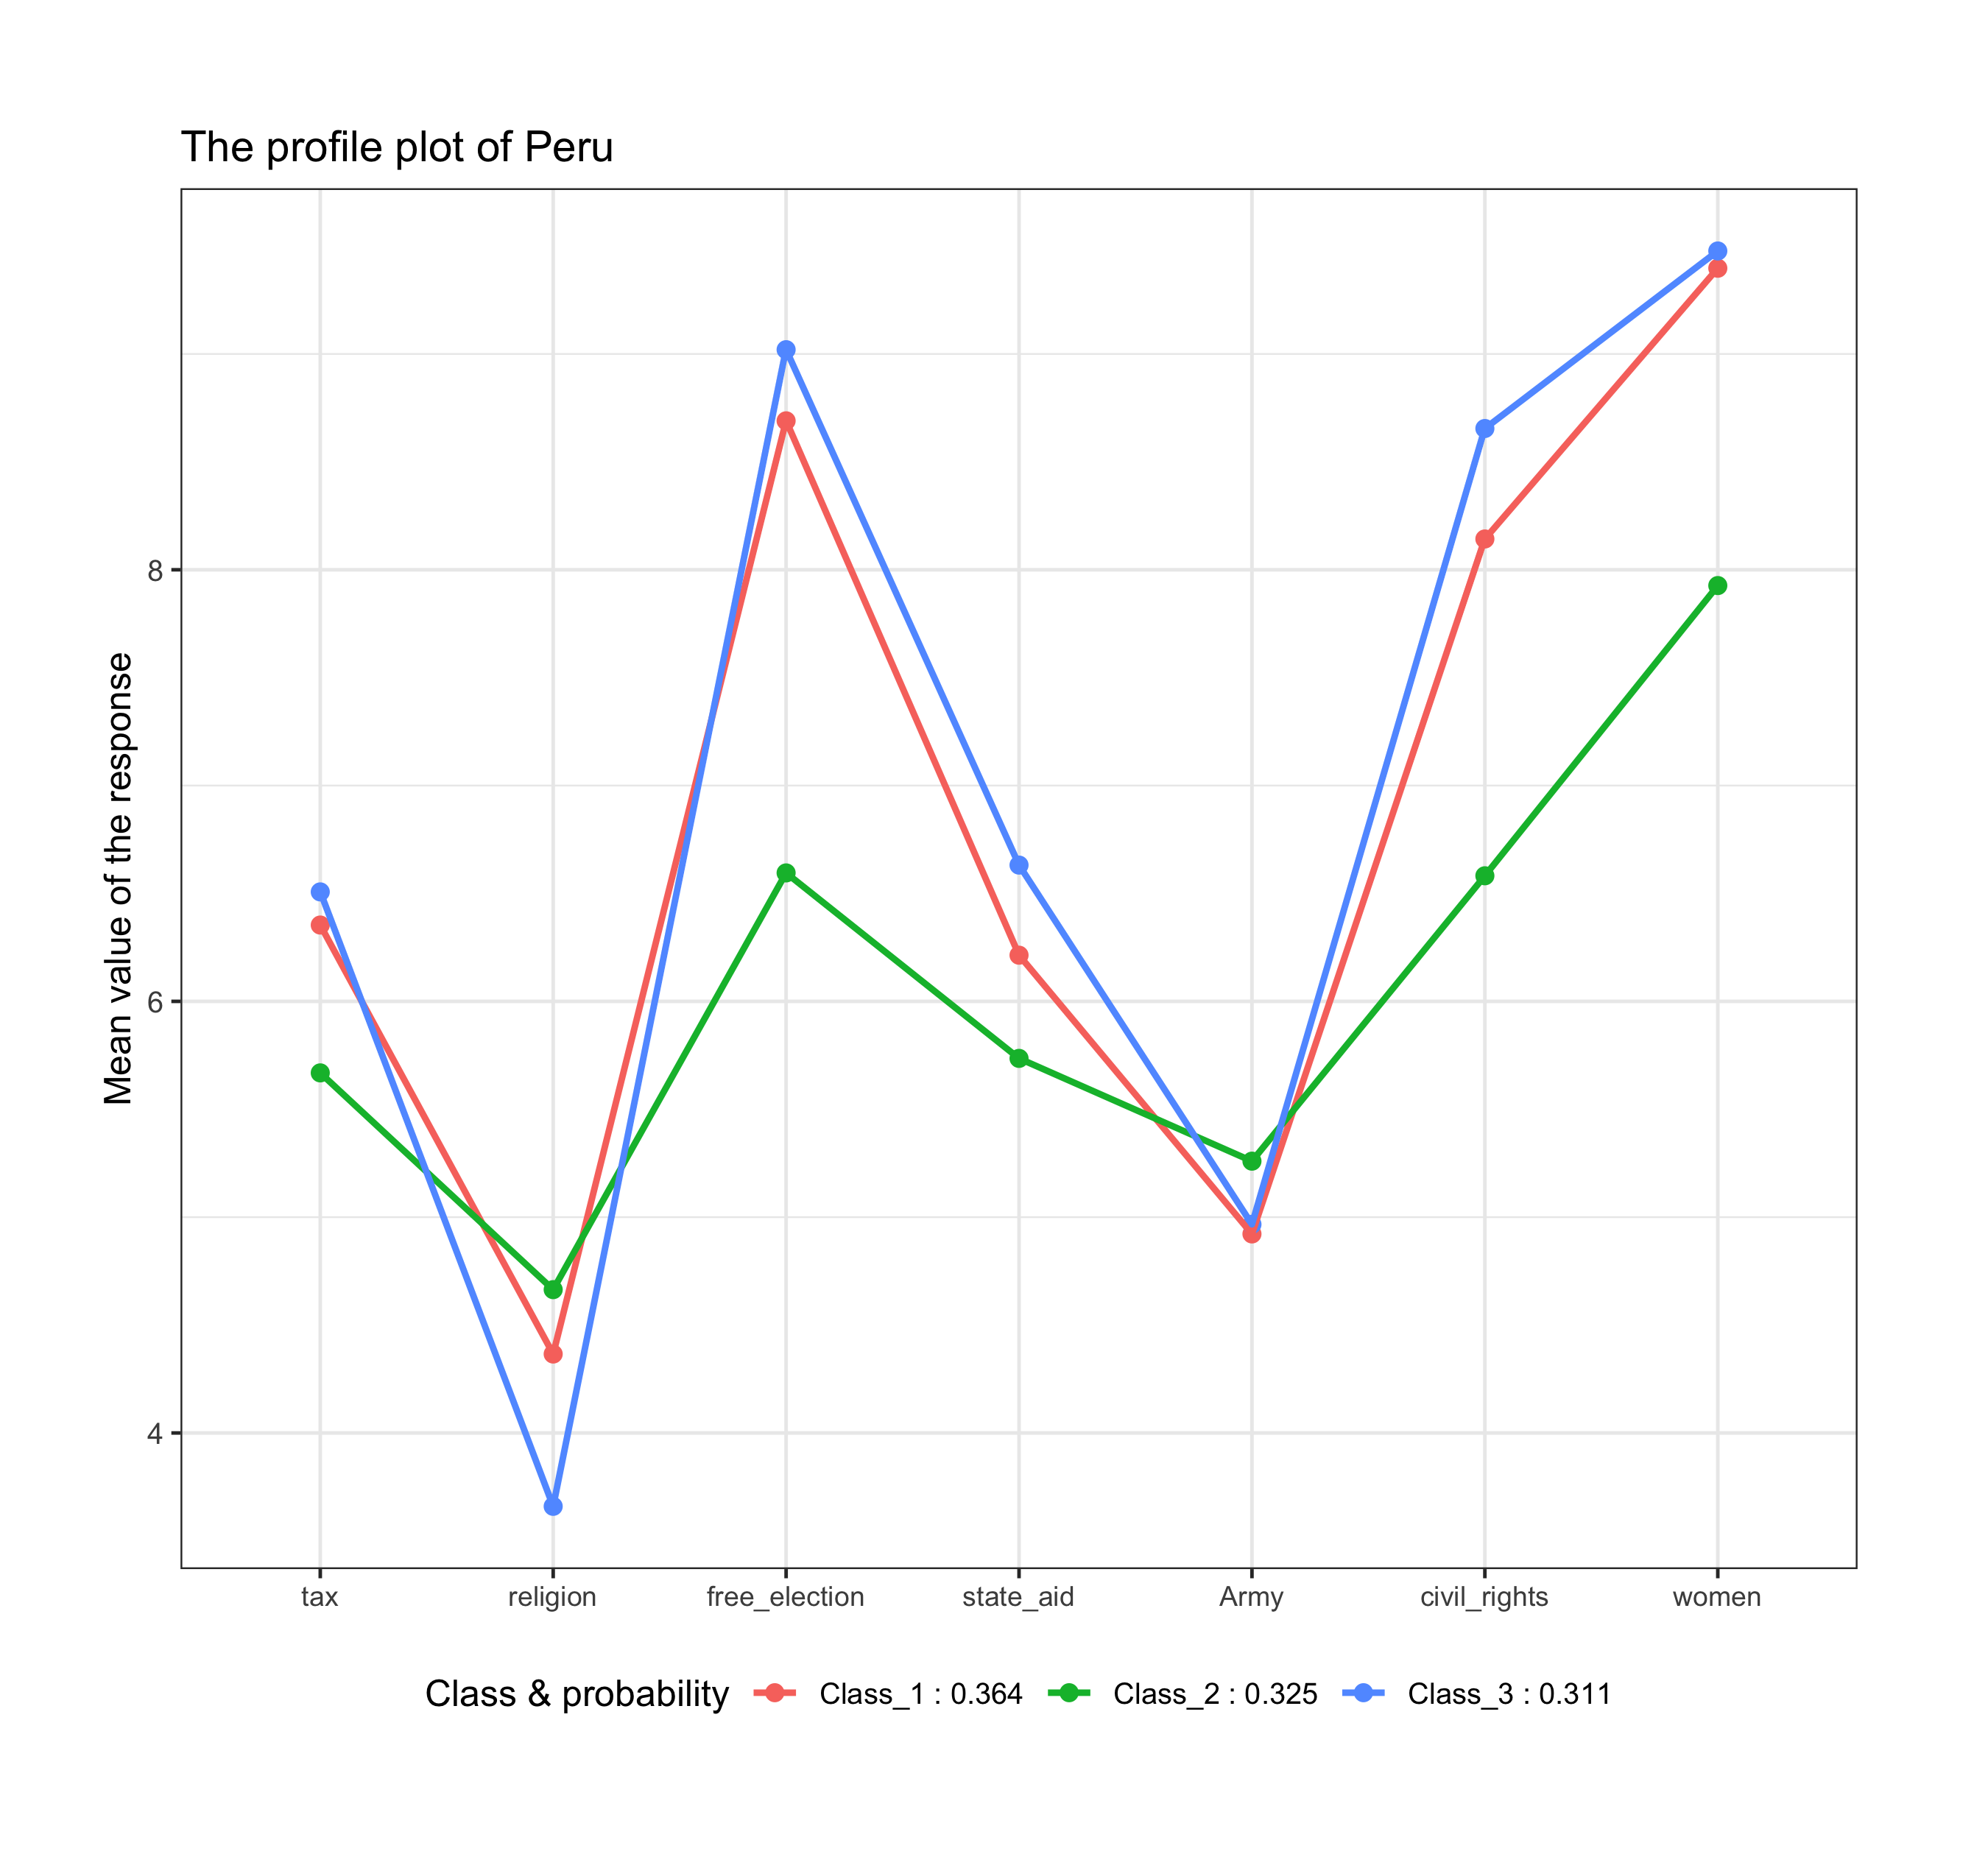 The profile plot of Peru
Mean value of the response
8
6
4
tax religion free_election state_aid Army civil_rights women
Class & probability Class_1 : 0.364 Class_2 : 0.325 Class_3 : 0.311